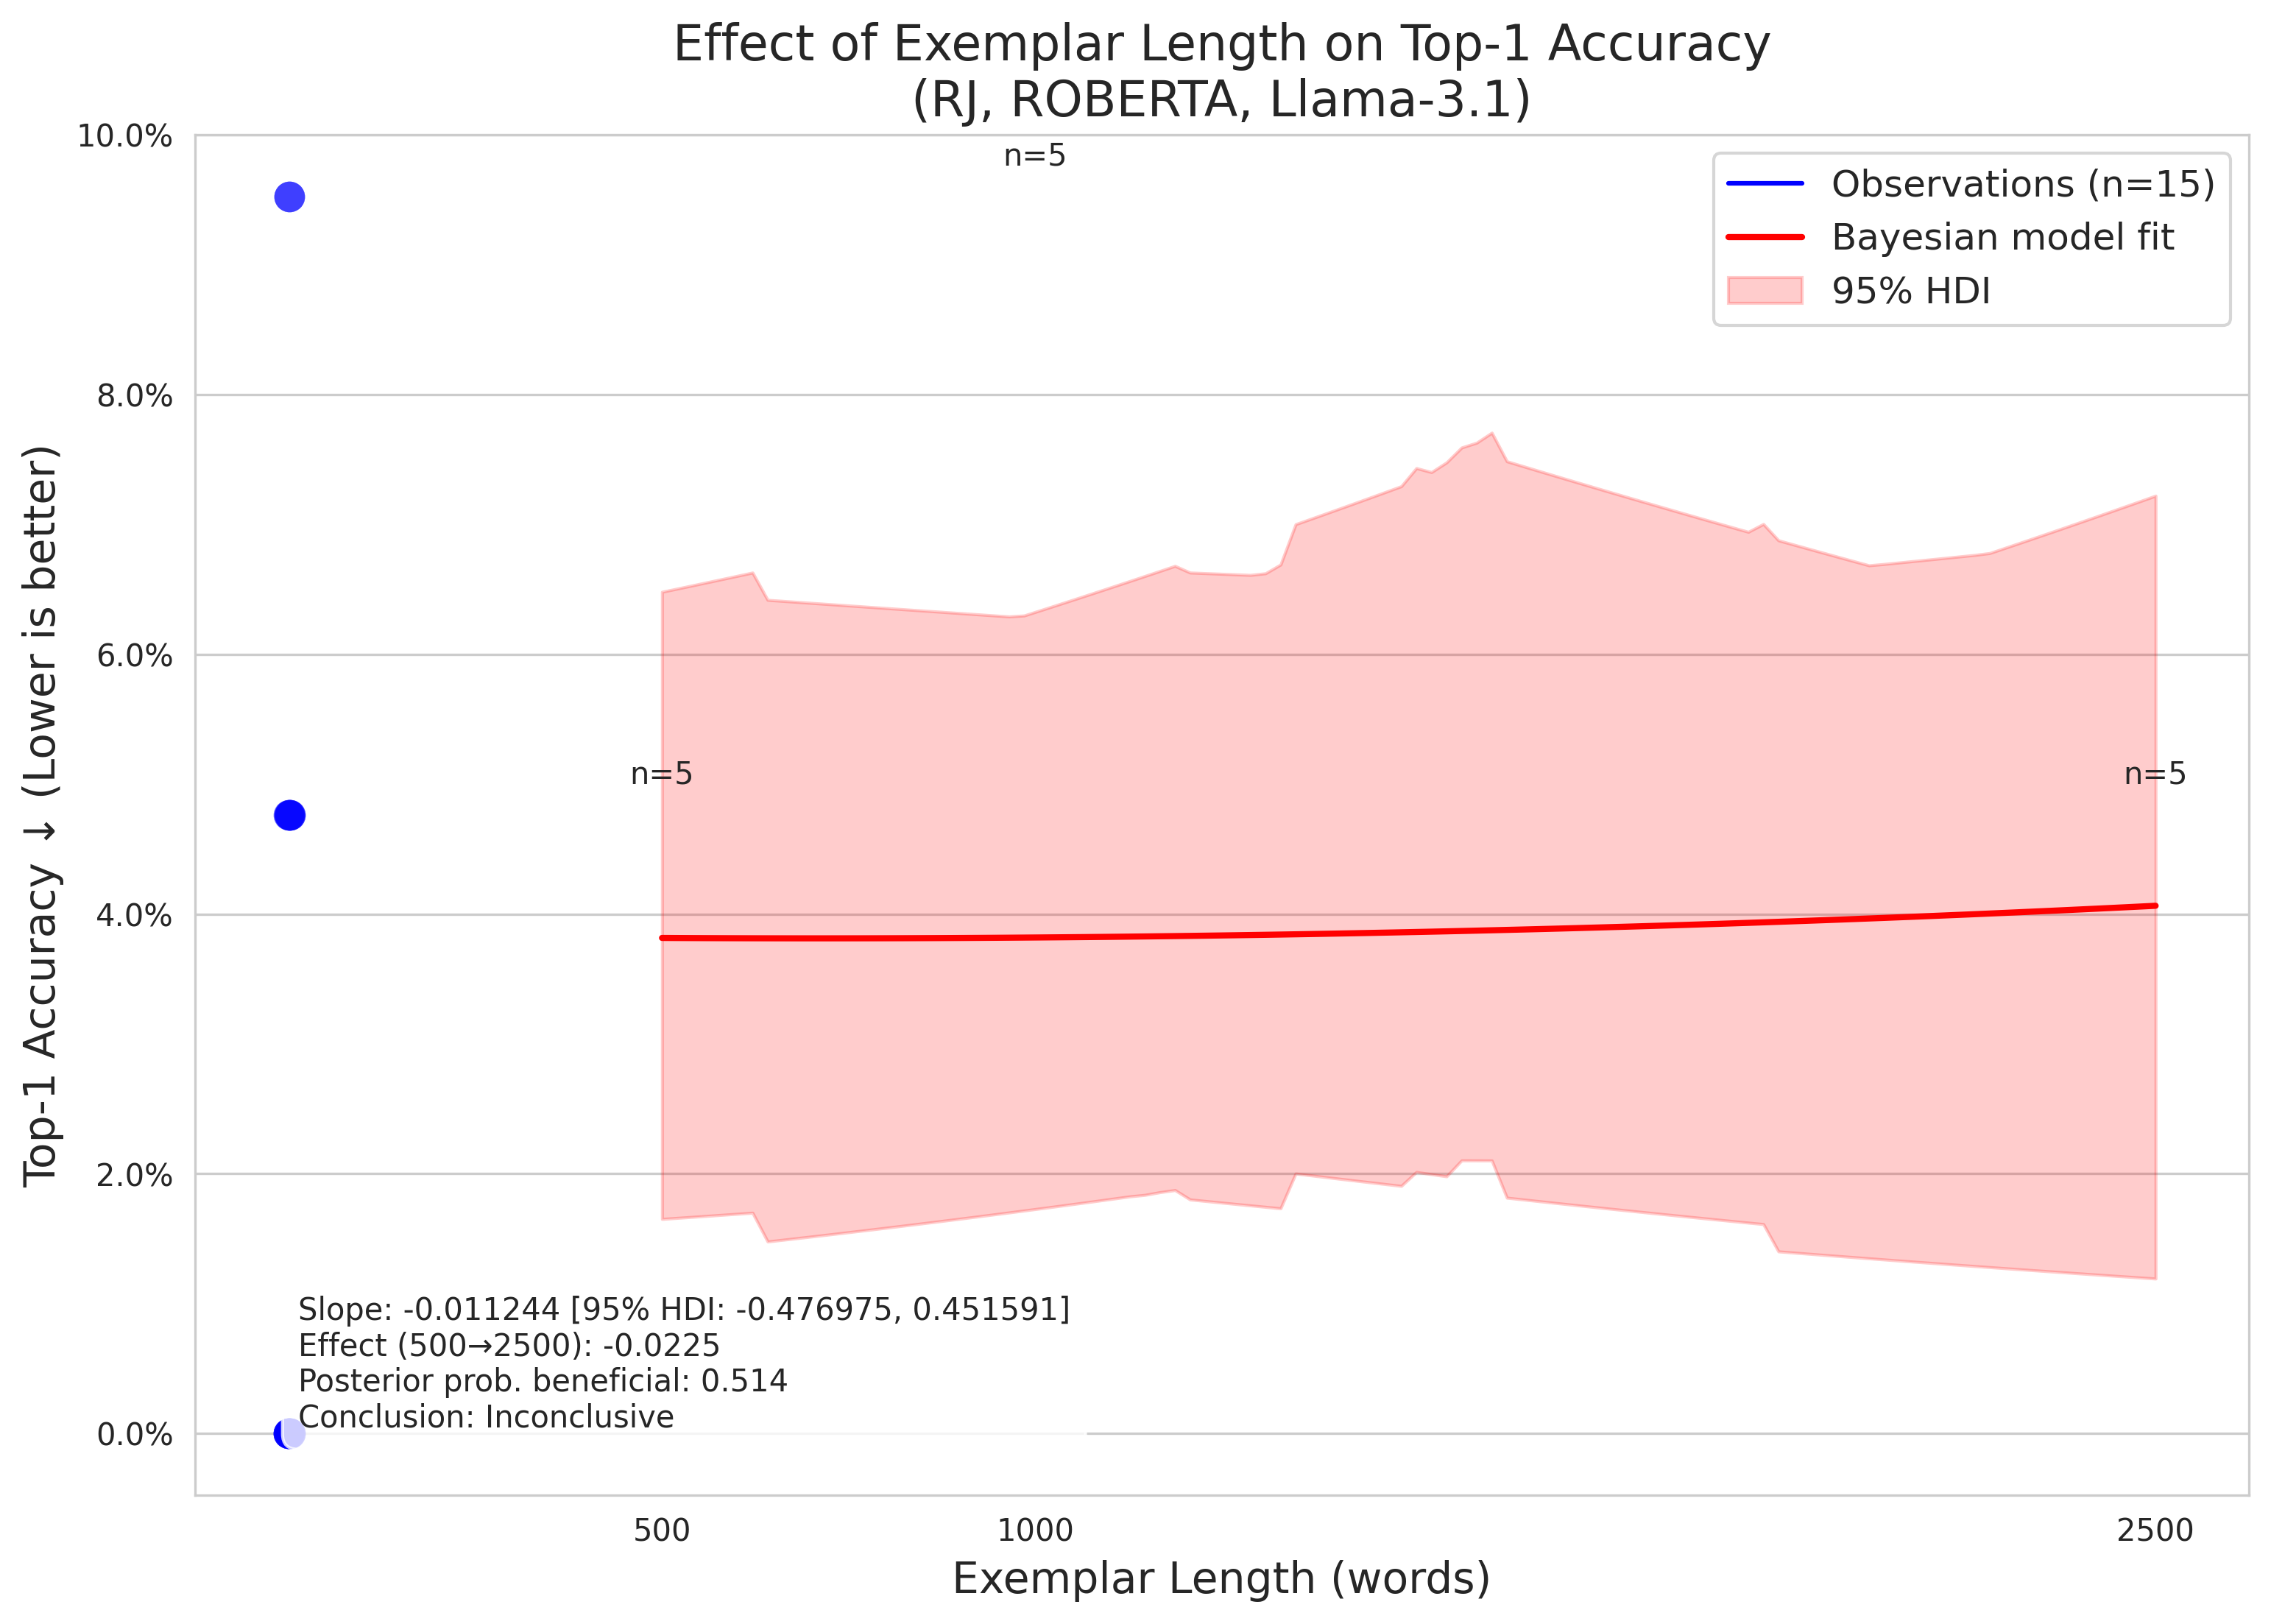 Effect of Exemplar Length on Top-1 Accuracy
(RJ, ROBERTA, Llama-3.1)
10.0%
8.0%
6.0%
4.0%
2.0%
0.0%
Top-1 Accuracy ↓ (Lower is better)
n=5
n=5
n=5
Observations (n=15)
Bayesian model fit
95% HDI
Slope: -0.011244 [95% HDI: -0.476975, 0.451591]
Effect (500→2500): -0.0225
Posterior prob. beneficial: 0.514
Conclusion: Inconclusive
500
1000
2500
Exemplar Length (words)